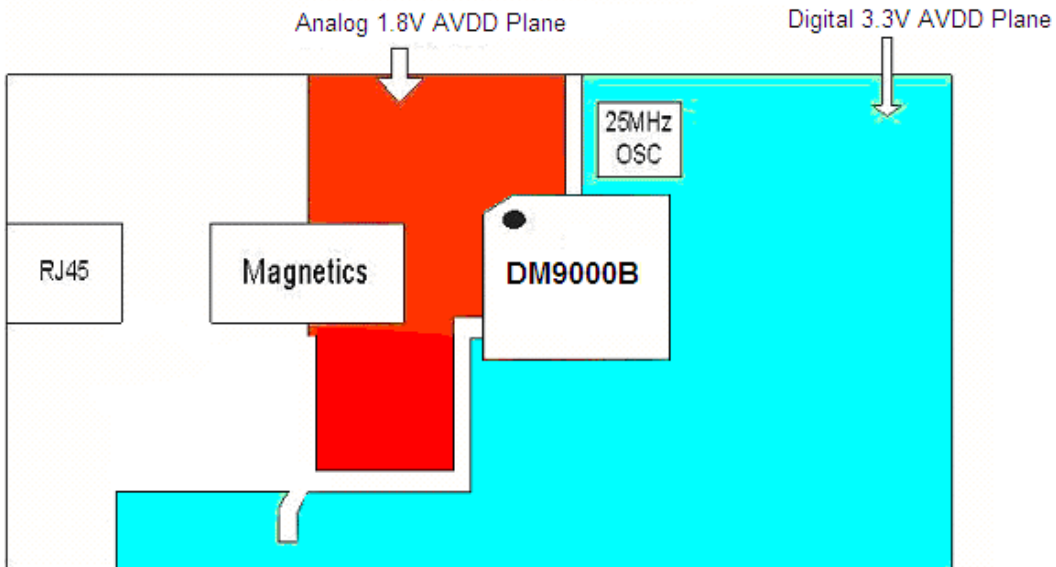 Analog 1.8V AVDD Plane
Digital 3.3V AVDD Plane
25MHz
OSC
RJ45
Magnetics
DM9000B